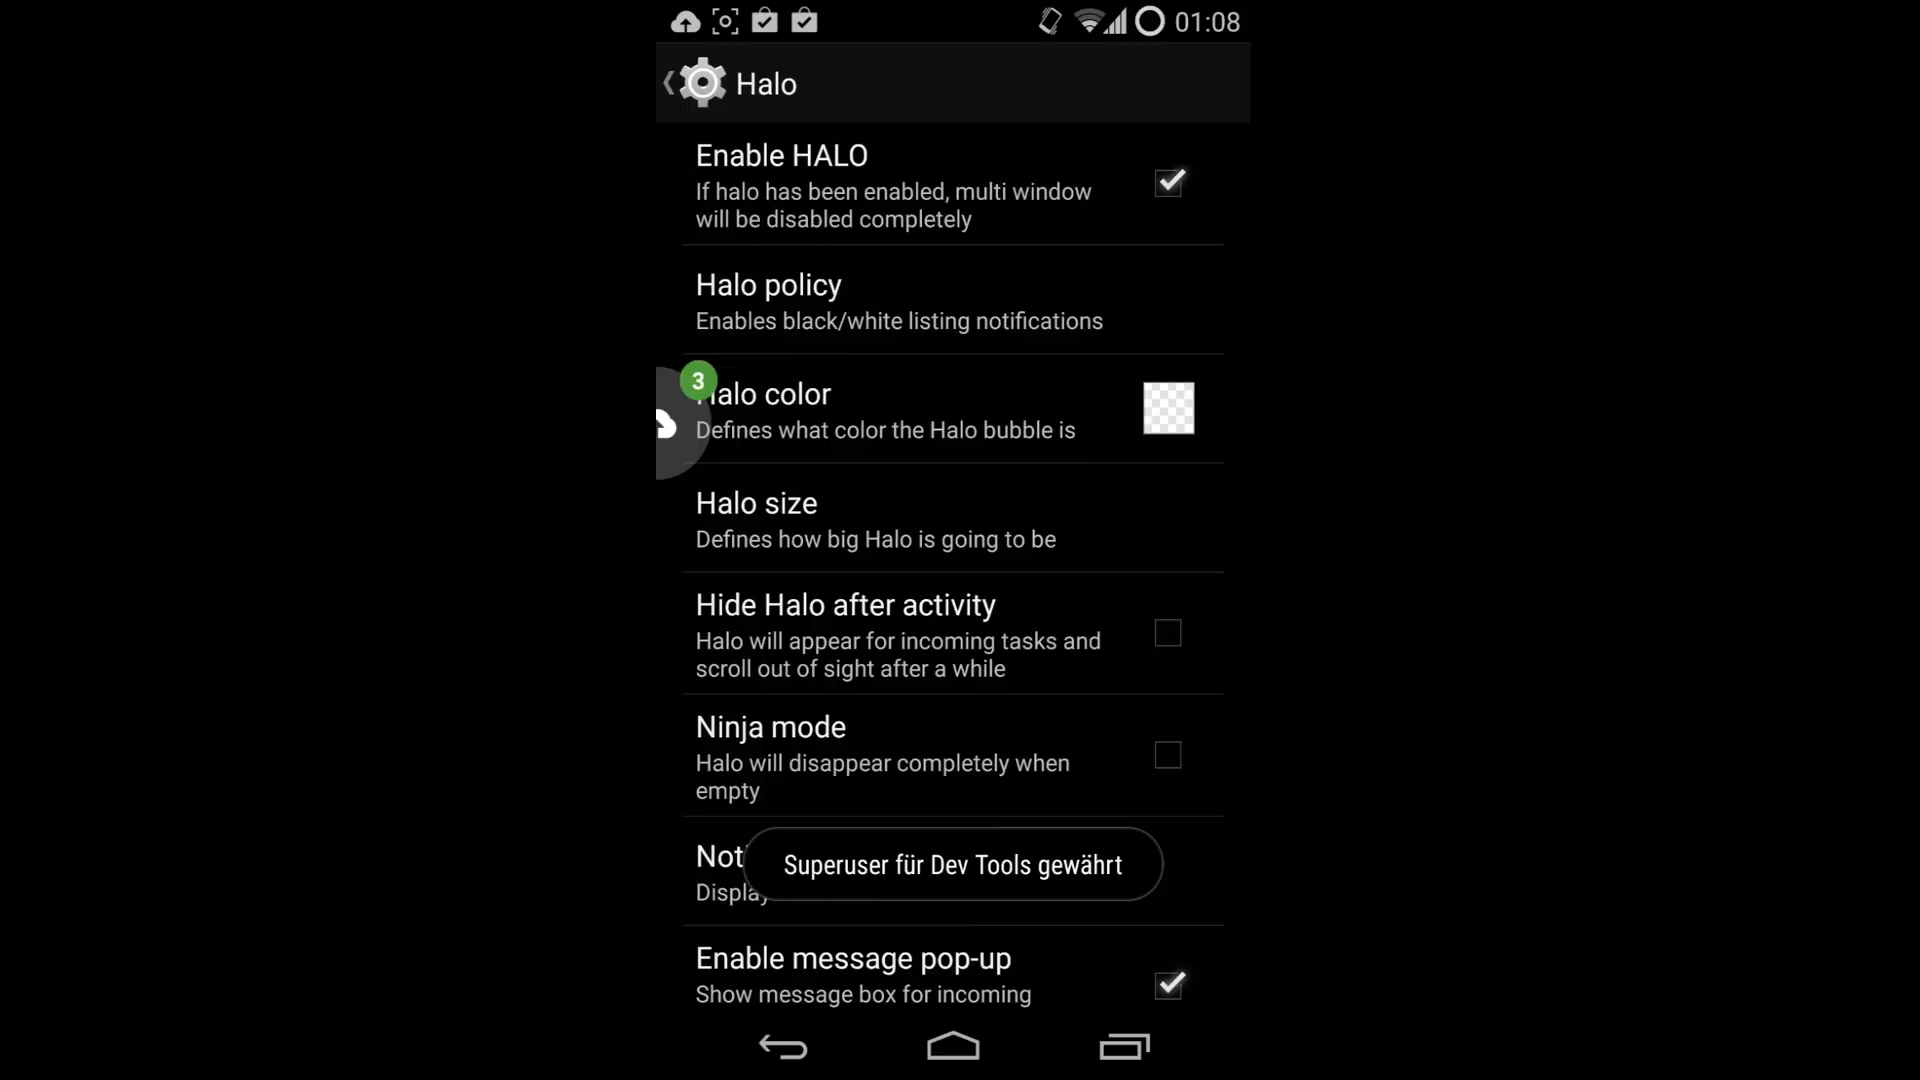 01:08
Halo
Enable HALO
If halo has been enabled, multi window
will be disabled completely
Halo policy
Enables black/white listing notifications
3
alo color
Defines what color the Halo bubble is
Halo size
Defines how big Halo is going to be
Hide Halo after activity
Halo will appear for incoming tasks and
scroll out of sight after a while
Ninja mode
Halo will disappear completely when
empty
Not
Superuser für Dev Tools gewährt
Display
Enable message pop-up
Show message box for incoming